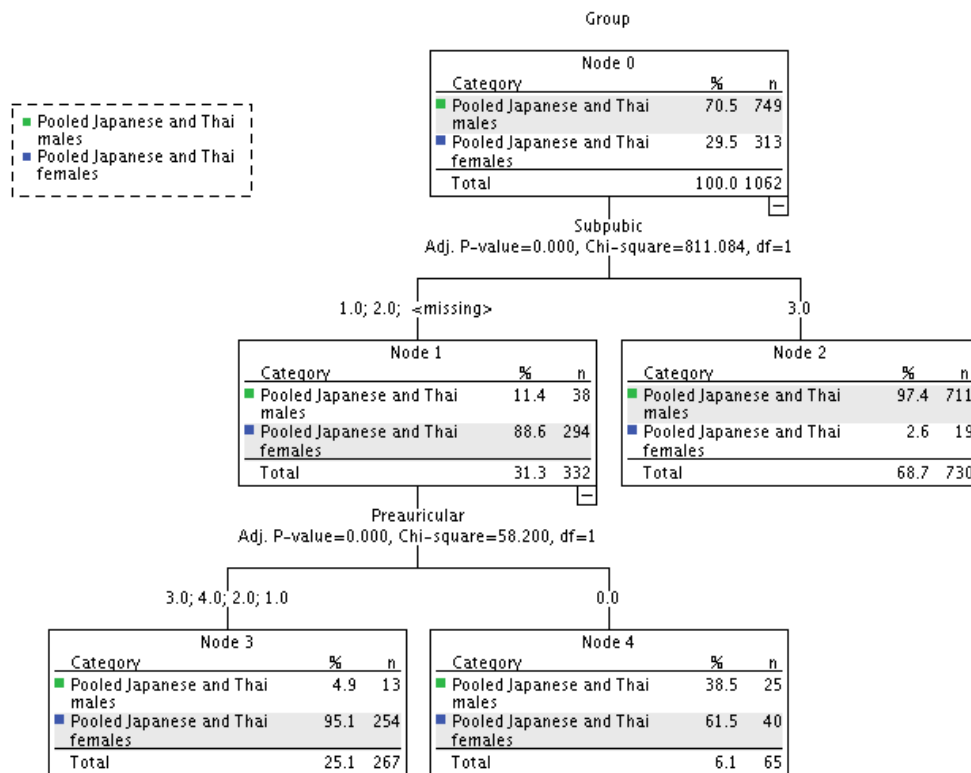 Group
Pooled Japanese and Thai
males
Pooled Japanese and Thai
females
Node 0
Category % n
Pooled Japanese and Thai 70.5 749
males
Pooled Japanese and Thai 29.5 313
females
Total 100.0 1062
Subpubic
Adj. P-value=0.000, Chi-square=811.084, df=1
1.0; 2.0; <missing>
3.0
Node 1
Category % n
Pooled Japanese and Thai 11.4 38
males
Pooled Japanese and Thai 88.6 294
females
Total 31.3 332
Node 2
Category % n
Pooled Japanese and Thai 97.4 711
males
Pooled Japanese and Thai 2.6 19
females
Total 68.7 730
Preauricular
Adj. P-value=0.000, Chi-square=58.200, df=1
3.0; 4.0; 2.0; 1.0
0.0
Node 3
Category % n
Pooled Japanese and Thai 4.9 13
males
Pooled Japanese and Thai 95.1 254
females
Total 25.1 267
Node 4
Category % n
Pooled Japanese and Thai 38.5 25
males
Pooled Japanese and Thai 61.5 40
females
Total 6.1 65